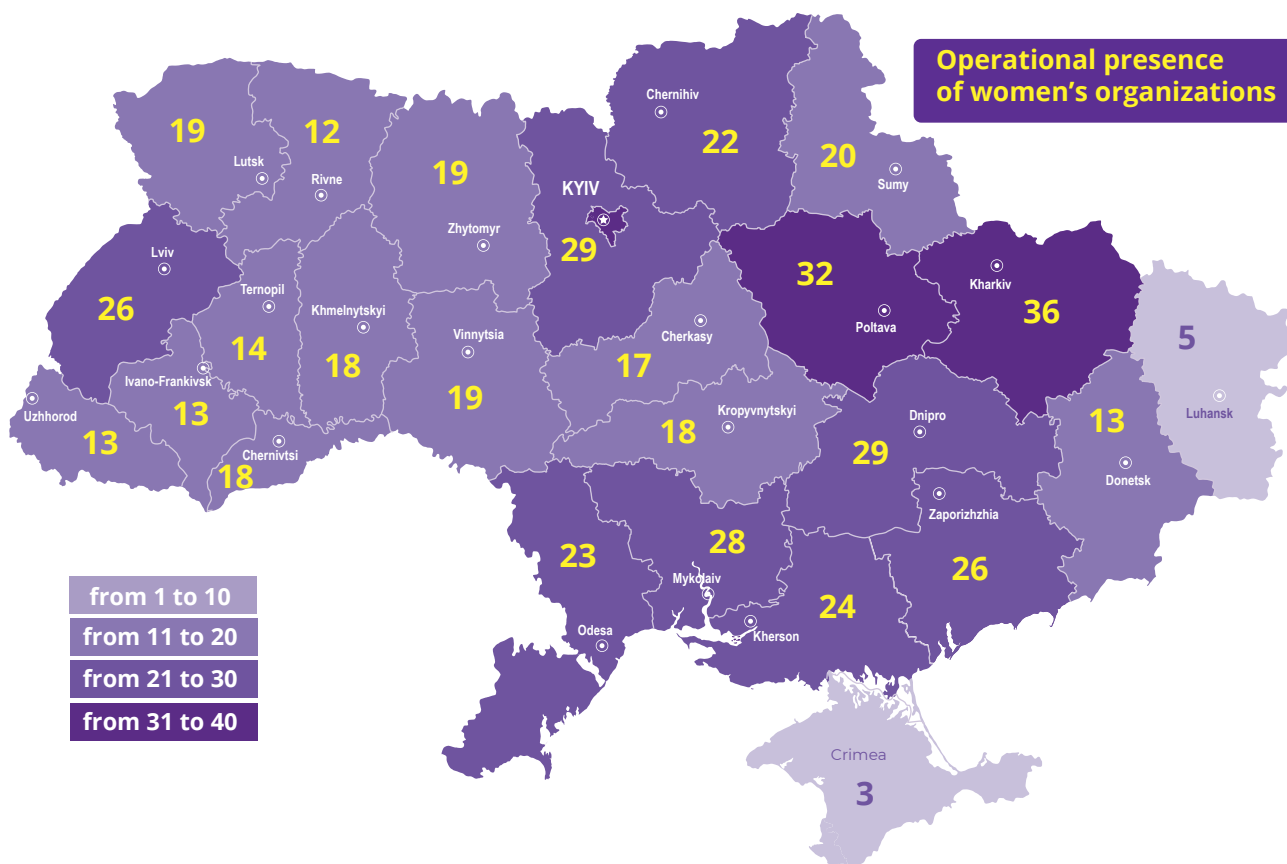 Operational presence
of women's organizations
Chernihiv
22
19
12
Lutsk
Rivne
19
Zhytomyr
KYIV
29
20
Sumy
Lviv
26
Ternopil
14
Khmelnytskyi
18
Vinnytsia
19
Cherkasy
17
32
Poltava
Kharkiv
36
5
Luhansk
Ivano-Frankivsk
13
Uzhhorod
13
Chernivtsi
18
Kropyvnytskyi
18
Dnipro
29
13
Donetsk
Zaporizhzhia
26
23
Odesa
28
Mykolaiv
24
Kherson
from 1 to 10
from 11 to 20
from 21 to 30
from 31 to 40
Crimea
3